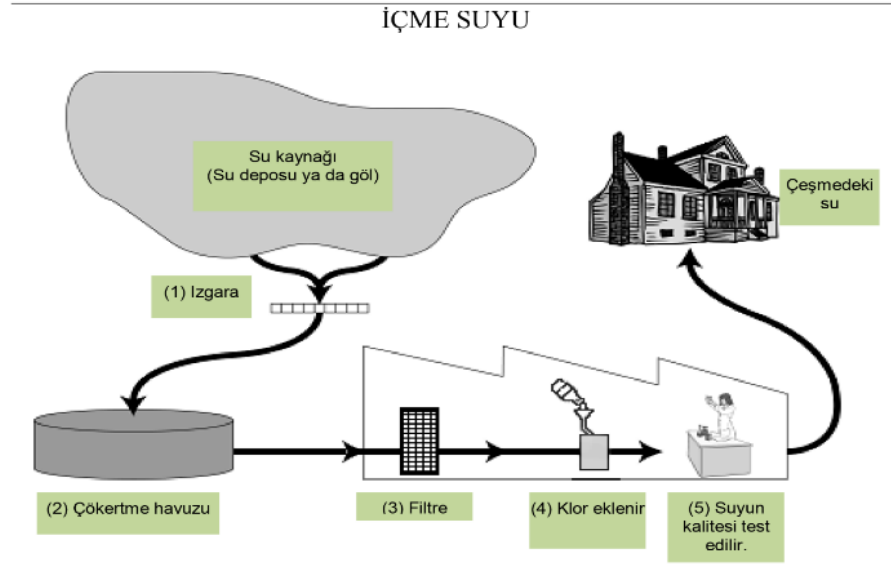 İÇME SUYU
Su kaynağı
(Su deposu ya da göl)
Çeşmedeki
su
(1) Izgara
(2) Çökertme havuzu
(3) Filtre
(4) Klor eklenir
(5) Suyun
kalitesi test
edilir.